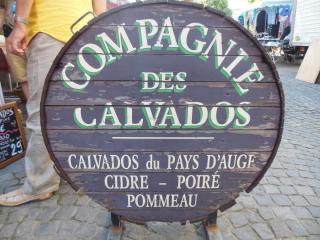 COMPAGNIE
DES
CALVADOS
CALVADOS du PAYS D'AUGE
CIDRE - POIRÉ
POMMEAU